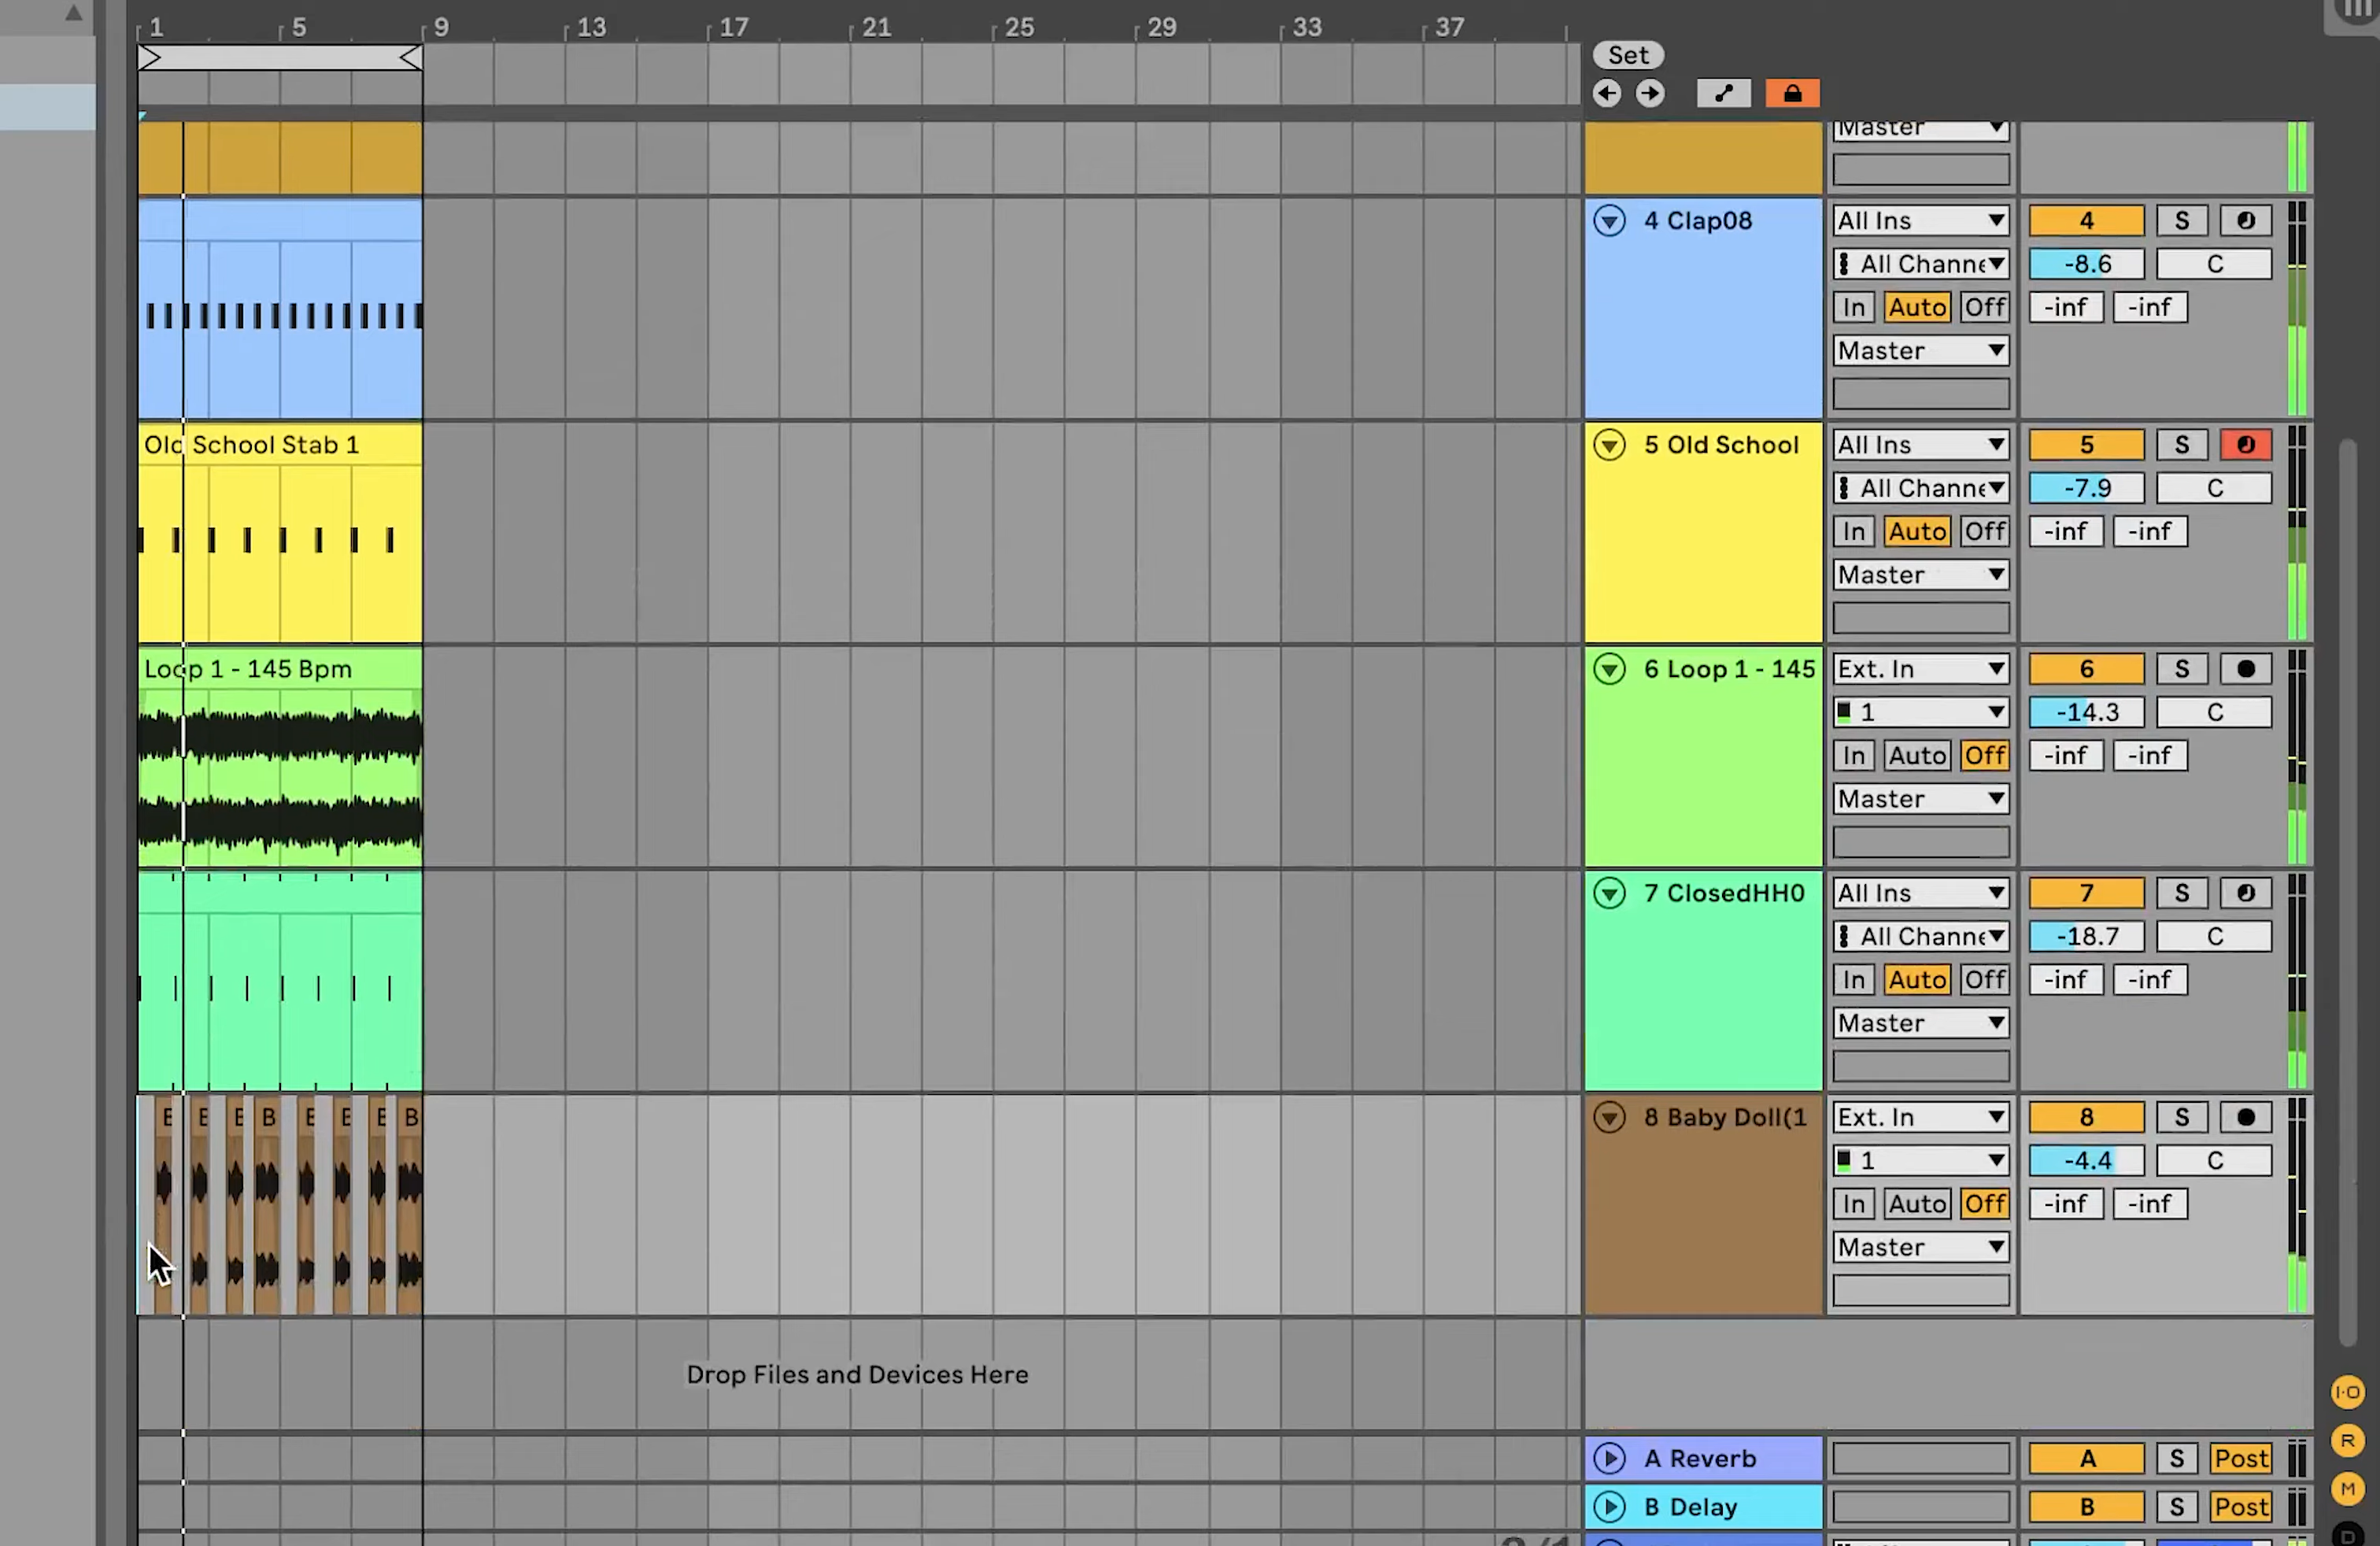 1 5 9 13 17 21 25 29 33 37
Set
Master
4 Clap08 All Ins 4 S
All Channe -8.6 C
In Auto Off -inf -inf
Master
Old School Stab 1 5 Old School All Ins 5 S
All Channe -7.9 C
In Auto Off -inf -inf
Master
Loop 1 - 145 Bpm 6 Loop 1 - 145 Ext. In 6 S
1 -14.3 C
In Auto Off -inf -inf
Master
7 ClosedHH0 All Ins 7 S
All Channe -18.7 C
In Auto Off -inf -inf
Master
B B 8 Baby Doll(1 Ext. In 8 S
1 -4.4 C
In Auto Off -inf -inf
Master
Drop Files and Devices Here
I·O
A Reverb A S Post R
B Delay B S Post M
D